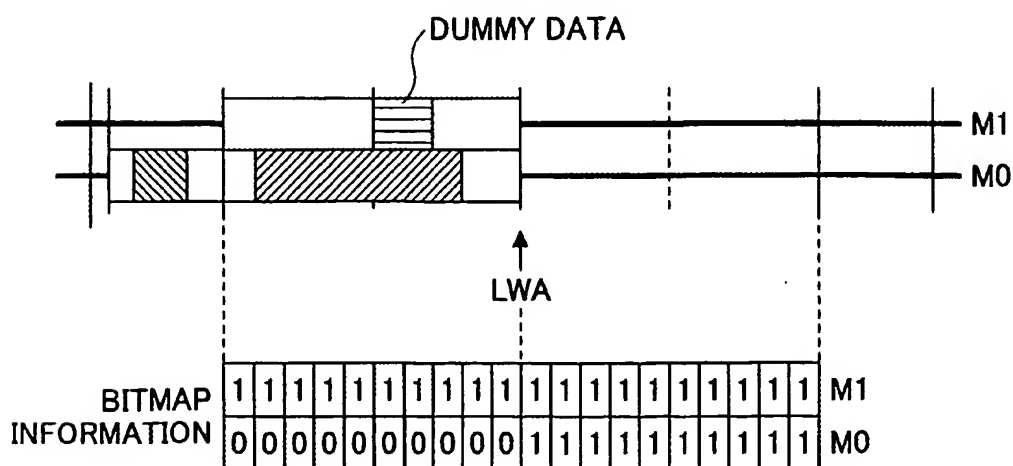 DUMMY DATA
M1
M0
LWA
BITMAP INFORMATION
1 1 1 1 1 1 1 1 1 1 1 1 1 1 1 1 1 1 1 1 M1
0 0 0 0 0 0 0 0 0 0 1 1 1 1 1 1 1 1 1 1 M0